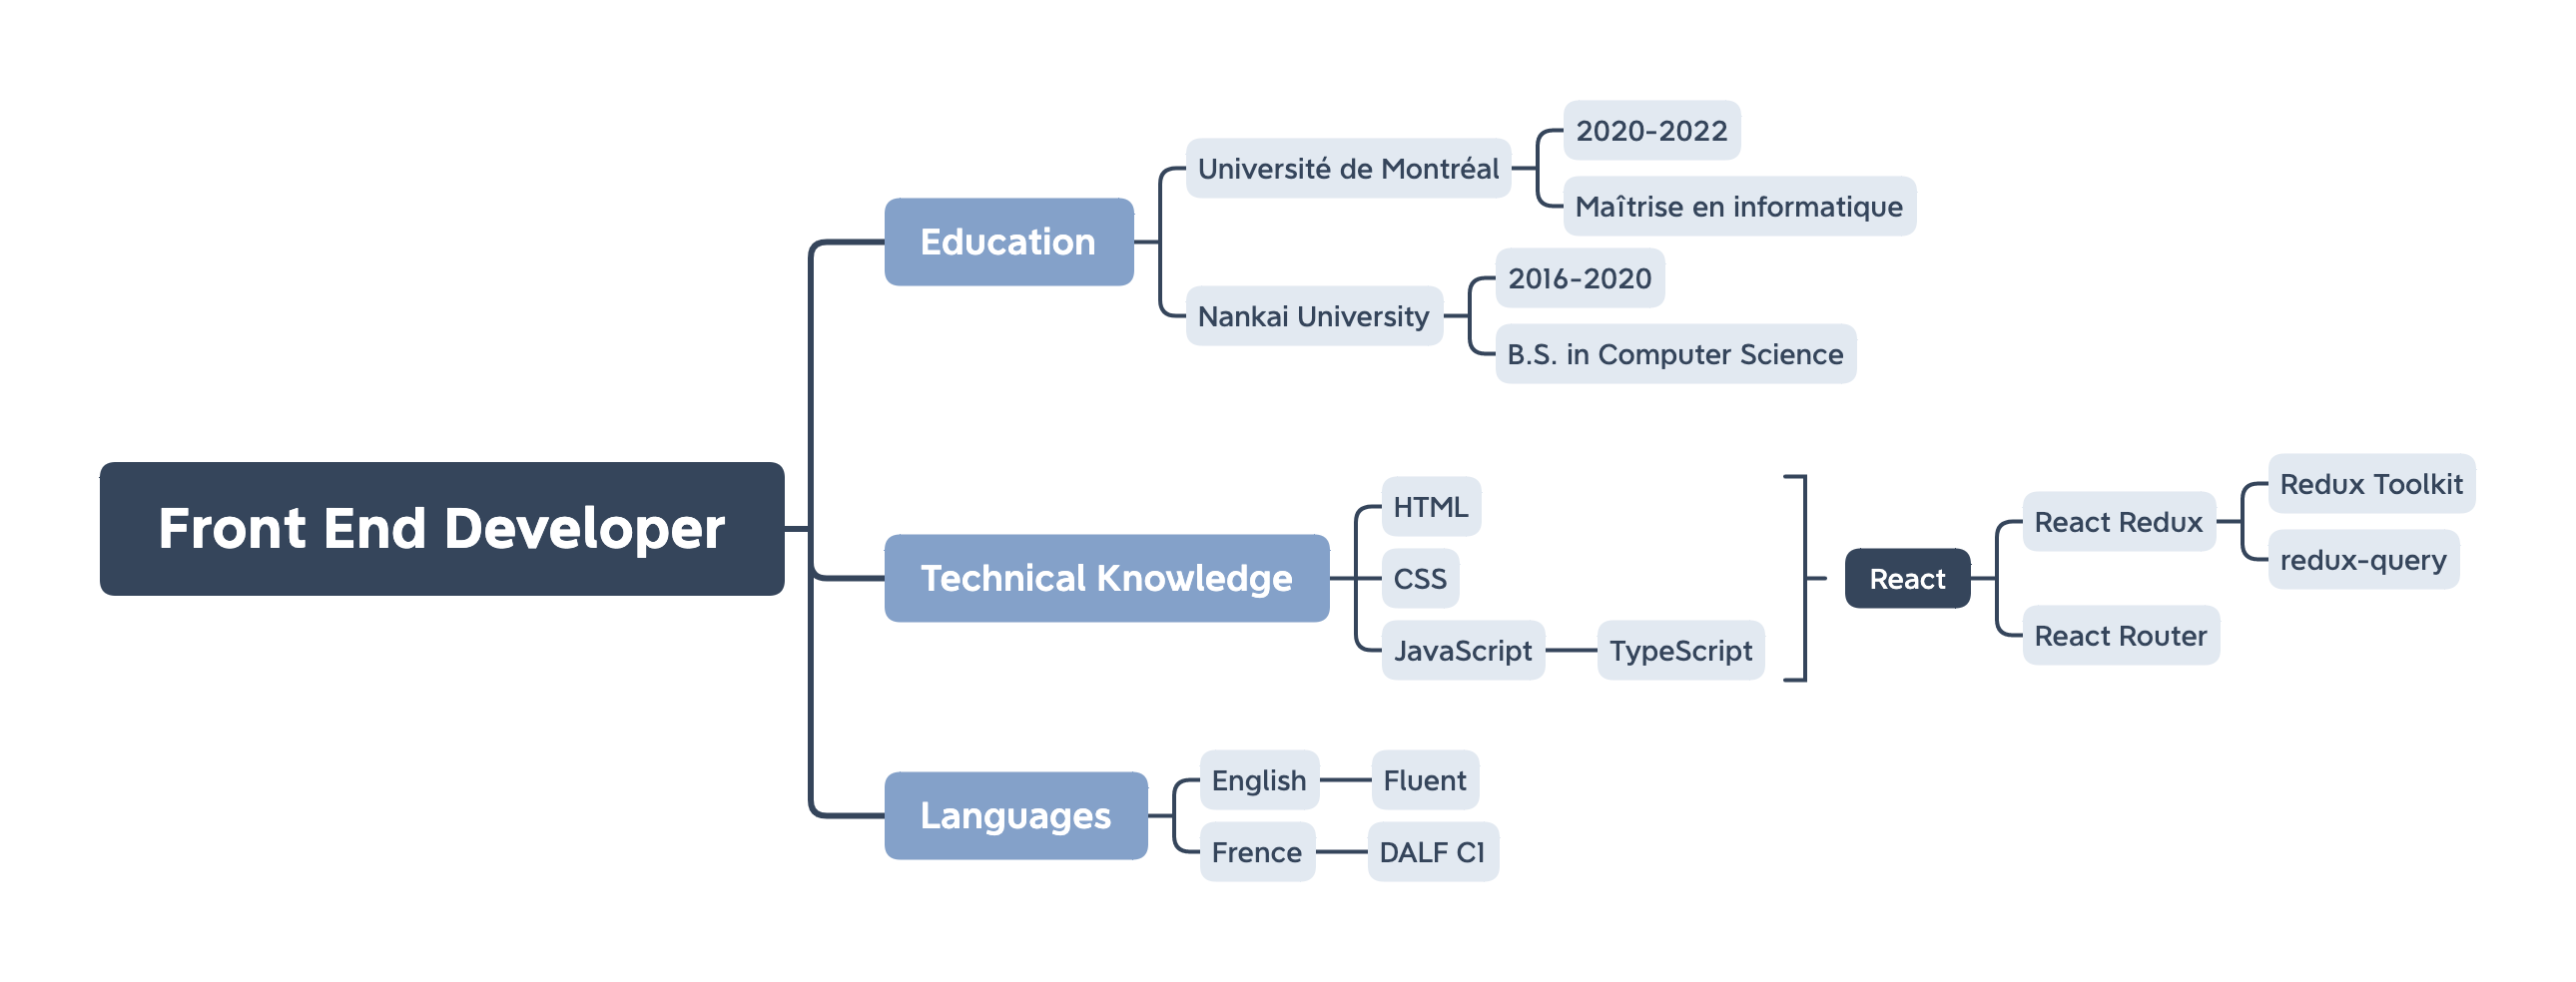 Front End Developer
Education
Université de Montréal
2020-2022
Maîtrise en informatique
Nankai University
2016-2020
B.S. in Computer Science
Technical Knowledge
HTML
CSS
JavaScript
TypeScript
React
React Redux
Redux Toolkit
redux-query
React Router
Languages
English
Fluent
Frence
DALF C1